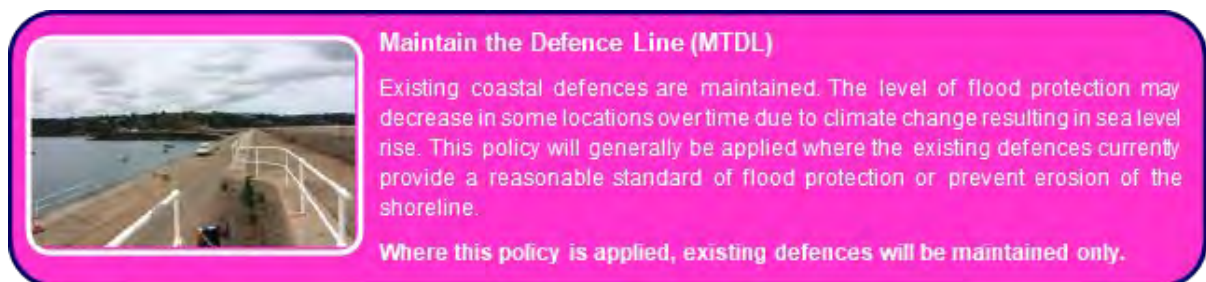 Maintain the Defence Line (MTDL)
Existing coastal defences are maintained. The level of flood protection may
decrease in some locations over time due to climate change resulting in sea level
rise. This policy will generally be applied where the existing defences currently
provide a reasonable standard of flood protection or prevent erosion of the
shoreline.
Where this policy is applied, existing defences will be maintained only.